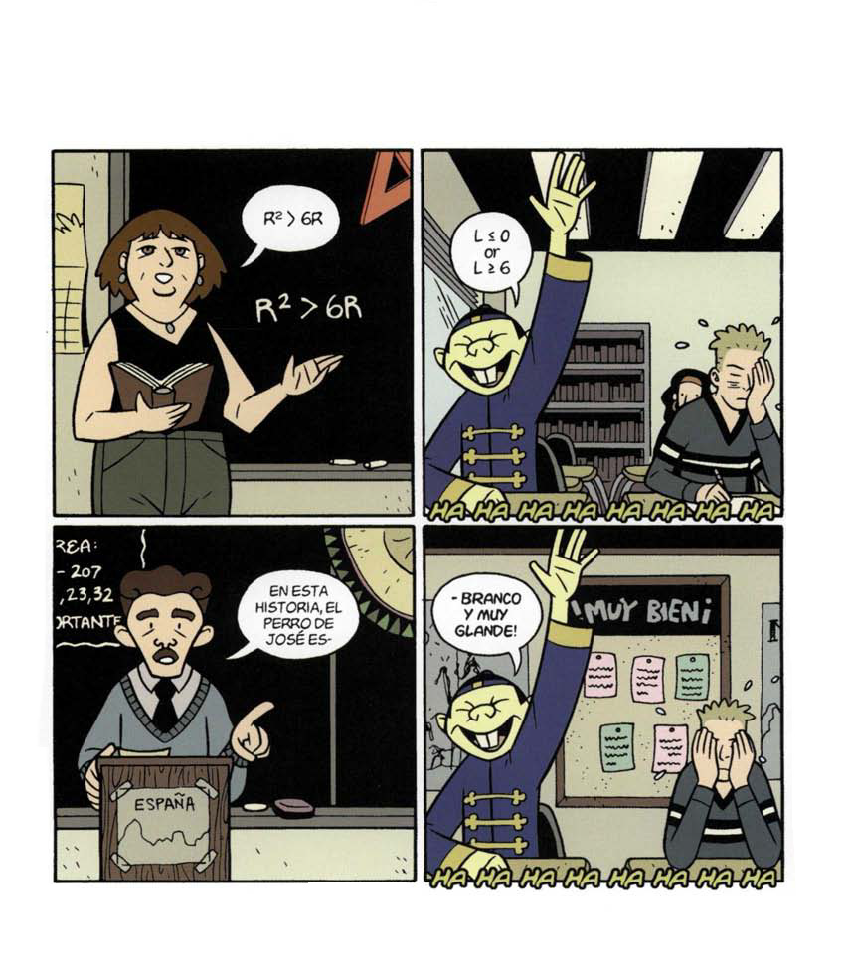 R² > 6R
R² > 6R
L ≤ 0
or
L ≥ 6
HA HA HA HA HA HA HA HA
REA:
- 207
,23,32
ORTANTE
EN ESTA
HISTORIA, EL
PERRO DE
JOSÉ ES-
ESPAÑA
- BRANCO
Y MUY
GLANDE!
¡MUY BIEN¡
HA HA HA HA HA HA HA HA